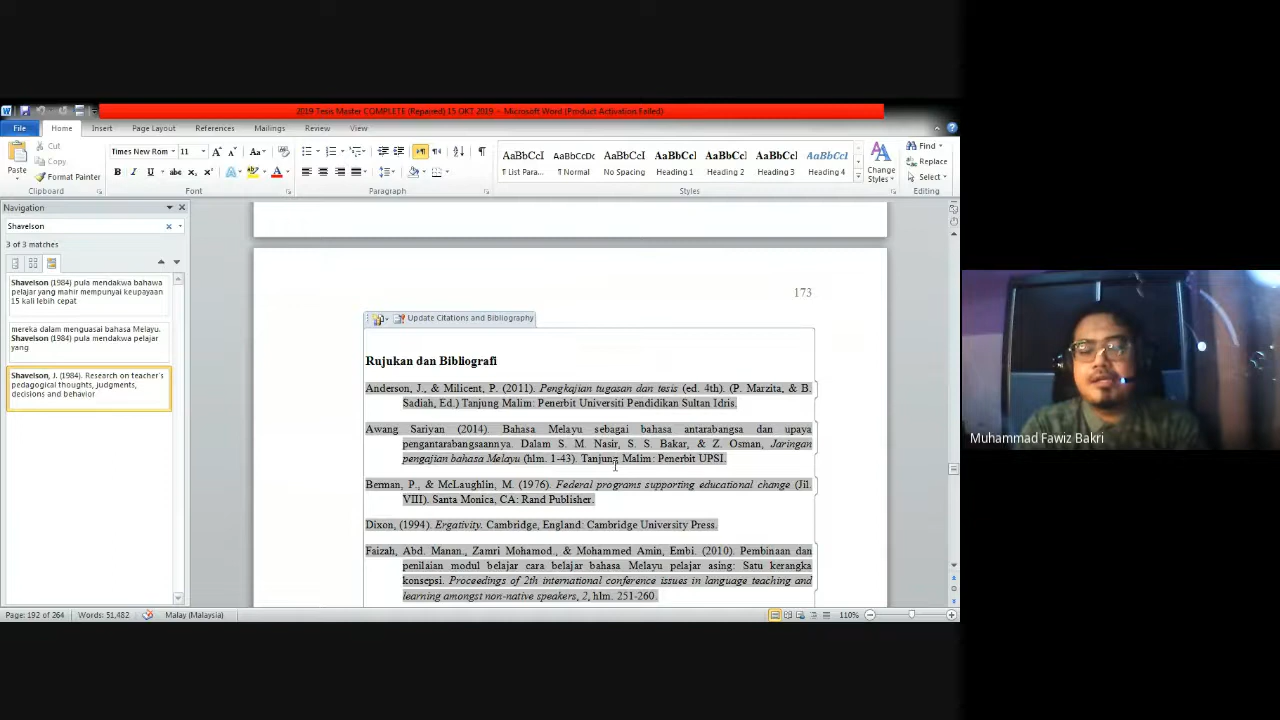 2019 Tesis Master COMPLETE (Repaired) 15 OKT 2019 - Microsoft Word (Product Activation Failed)
File Home Insert Page Layout References Mailings Review View
Paste
Cut
Copy
Format Painter
Clipboard
Times New Rom 11
Font
Paragraph
AaBbCcI AaBbCcDc AaBbCcI AaBbCcl AaBbCcl AaBbCcl AaBbCcI
¶ List Para... ¶ Normal No Spacing Heading 1 Heading 2 Heading 3 Heading 4
Change Styles
Styles
Find
Replace
Select
Editing
Navigation
Shavelson
3 of 3 matches
Shavelson (1984) pula mendakwa bahawa
pelajar yang mahir mempunyai keupayaan
15 kali lebih cepat
mereka dalam menguasai bahasa Melayu.
Shavelson (1984) pula mendakwa pelajar
yang
Shavelson, J. (1984). Research on teacher's
pedagogical thoughts, judgments,
decisions and behavior
173
Update Citations and Bibliography
Rujukan dan Bibliografi
Anderson, J., & Milicent, P. (2011). Pengkajian tugasan dan tesis (ed. 4th). (P. Marzita, & B.
Sadiah, Ed.) Tanjung Malim: Penerbit Universiti Pendidikan Sultan Idris.
Awang Sariyan (2014). Bahasa Melayu sebagai bahasa antarabangsa dan upaya
pengantarabangsaannya. Dalam S. M Nasir, S. S. Bakar, & Z. Osman, Jaringan
pengajian bahasa Melayu (hlm. 1-43). Tanjung Malim: Penerbit UPSI.
Berman, P., & McLaughlin, M. (1976). Federal programs supporting educational change (Jil.
VIII). Santa Monica, CA: Rand Publisher.
Dixon, (1994). Ergativity. Cambridge, England: Cambridge University Press.
Faizah, Abd. Manan., Zamri Mohamod., & Mohammed Amin, Embi. (2010). Pembinaan dan
penilaian modul belajar cara belajar bahasa Melayu pelajar asing: Satu kerangka
konsepsi. Proceedings of 2th international conference issues in language teaching and
learning amongst non-native speakers, 2, hlm. 251-260.
Page: 192 of 264 Words: 51,482 Malay (Malaysia) 110%
Muhammad Fawiz Bakri